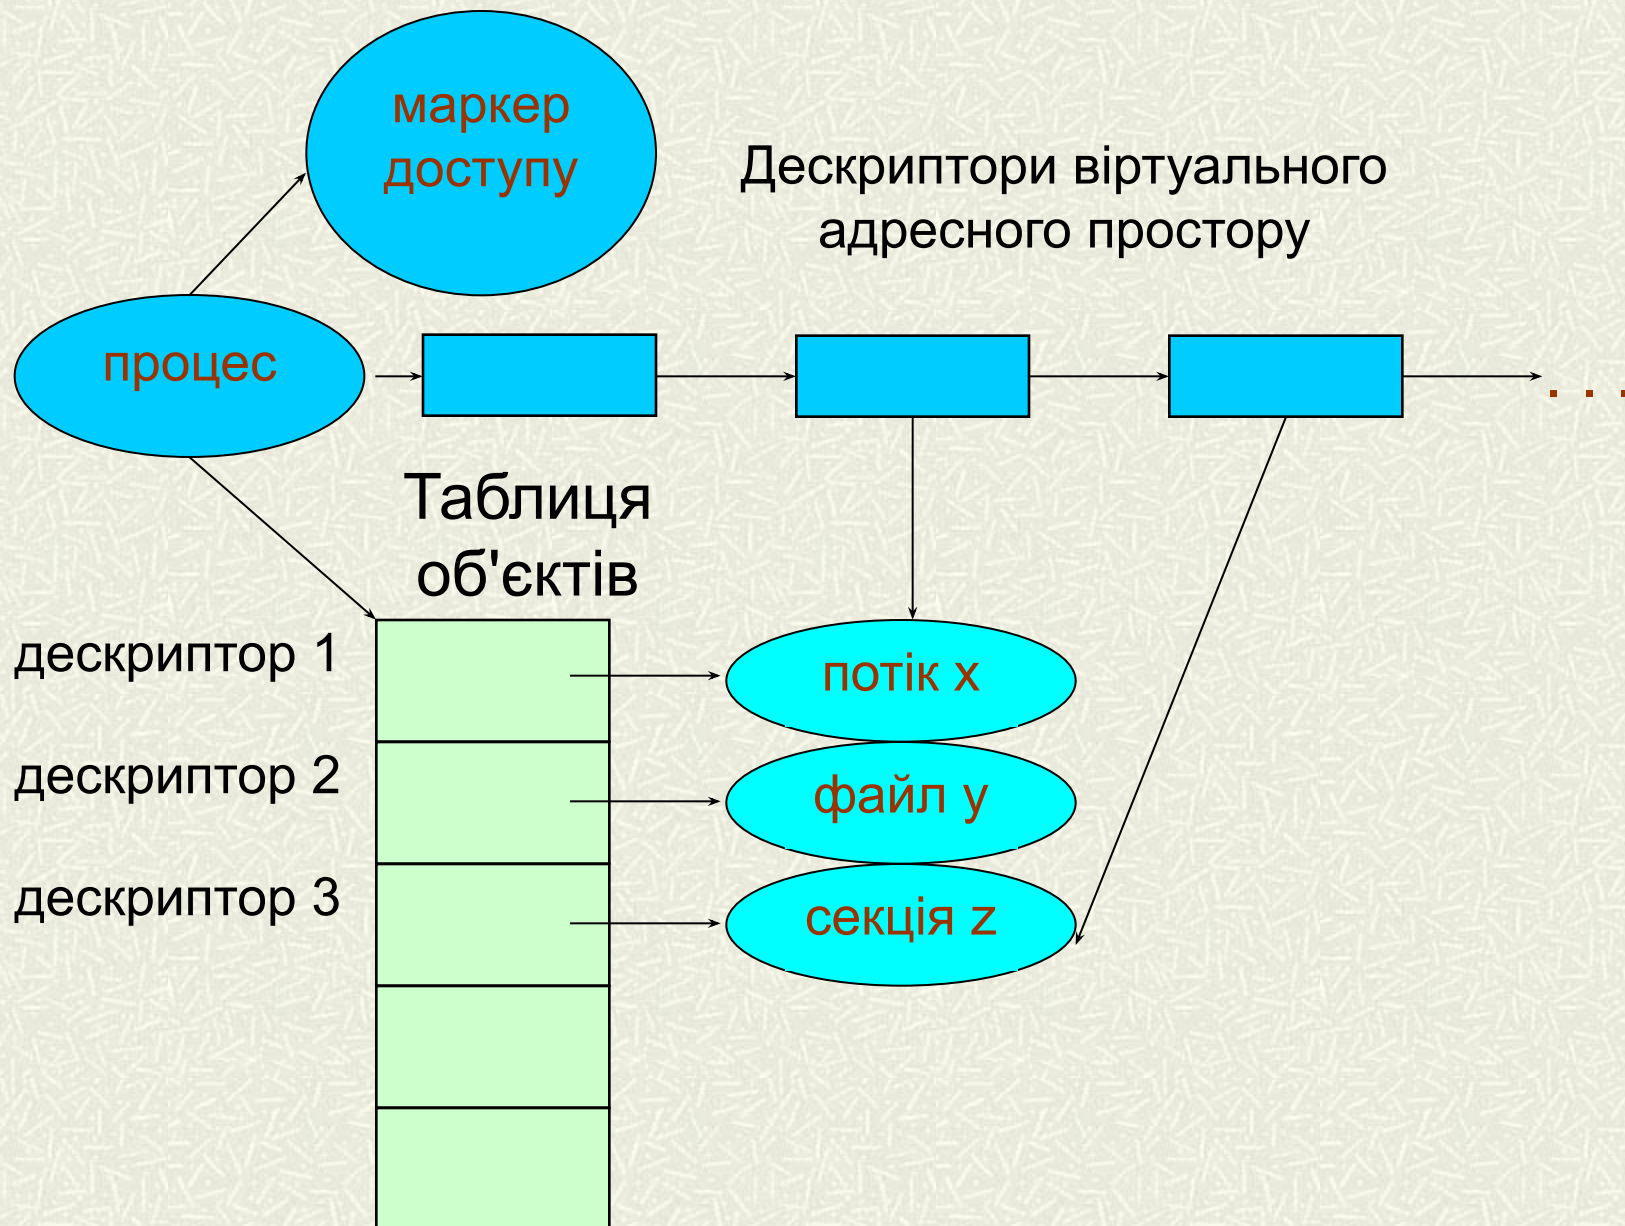 маркер
доступу
Дескриптори віртуального
адресного простору
процес
. . .
Таблиця
об'єктів
дескриптор 1
потік x
дескриптор 2
файл y
дескриптор 3
секція z